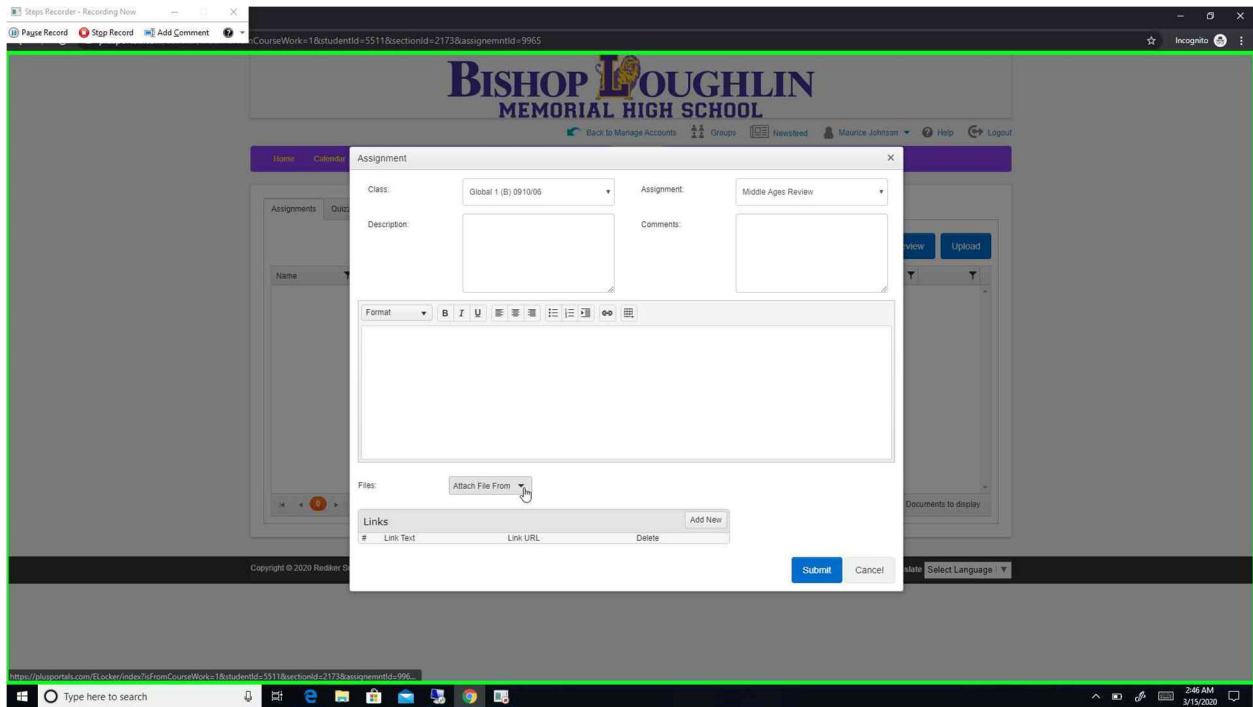 Steps Recorder - Recording Now
Pause Record Stop Record Add Comment
CourseWork=1&studentId=5511&sectionId=2173&assignemntId=9965
Incognito
BISHOP LOUGHLIN
MEMORIAL HIGH SCHOOL
Back to Manage Accounts Groups Newsfeed Maurice Johnson Help Logout
Home Calendar
Assignment
Class: Global 1 (B) 0910/06 Assignment: Middle Ages Review
Assignments Quiz
Description: Comments:
view Upload
Name
Format B I U
Files: Attach File From
0 Documents to display
Links Add New
# Link Text Link URL Delete
Submit Cancel
Copyright © 2020 Rediker S slate Select Language
https://plusportals.com/ELocker/index?isFromCourseWork=1&studentId=5511&sectionId=2173&assignemntId=996...
Type here to search
2:46 AM
3/15/2020